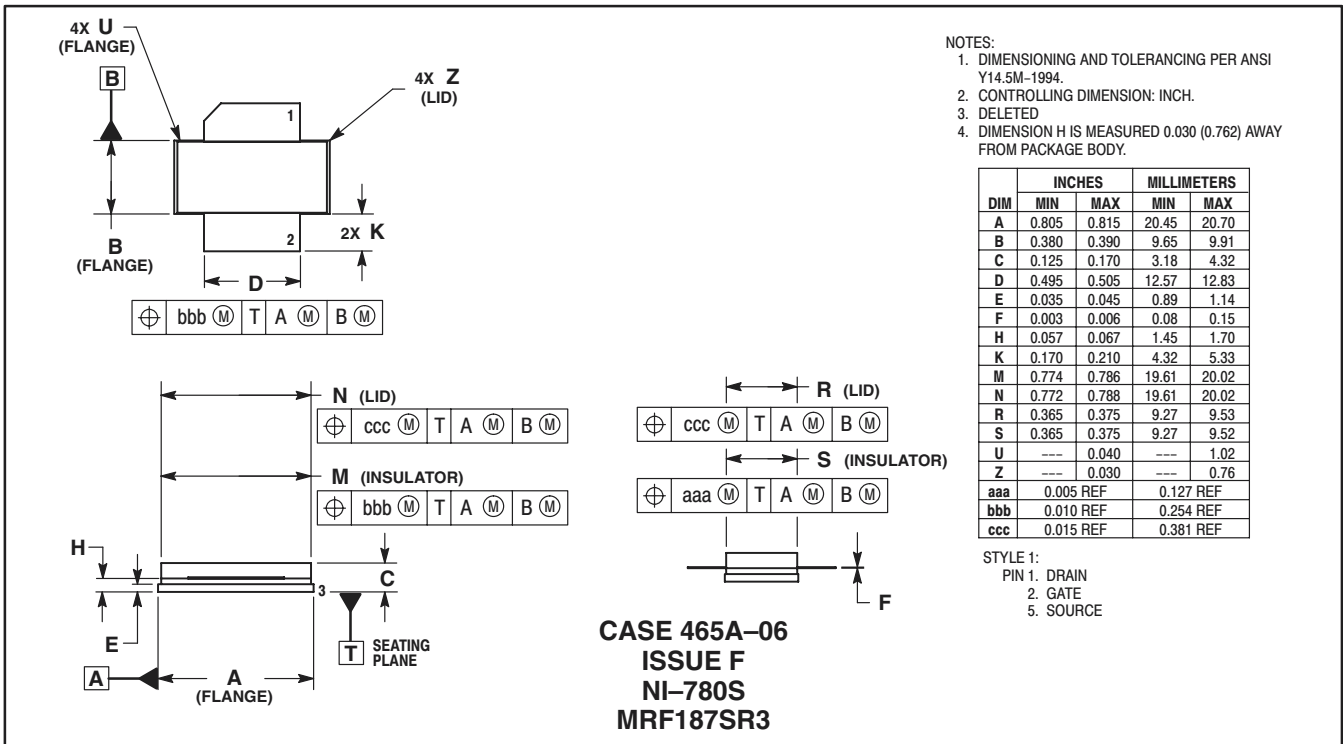 4X U
(FLANGE)
B
4X Z
(LID)
1
B
(FLANGE)
2X K
2
D
⌖ bbb Ⓜ T A Ⓜ B Ⓜ
N (LID)
⌖ ccc Ⓜ T A Ⓜ B Ⓜ
M (INSULATOR)
⌖ bbb Ⓜ T A Ⓜ B Ⓜ
R (LID)
⌖ ccc Ⓜ T A Ⓜ B Ⓜ
S (INSULATOR)
⌖ aaa Ⓜ T A Ⓜ B Ⓜ
H
C
3
E
F
T SEATING
PLANE
A
A
(FLANGE)
CASE 465A–06
ISSUE F
NI–780S
MRF187SR3
NOTES:
1. DIMENSIONING AND TOLERANCING PER ANSI
Y14.5M–1994.
2. CONTROLLING DIMENSION: INCH.
3. DELETED
4. DIMENSION H IS MEASURED 0.030 (0.762) AWAY
FROM PACKAGE BODY.
INCHES MILLIMETERS
DIM MIN MAX MIN MAX
A 0.805 0.815 20.45 20.70
B 0.380 0.390 9.65 9.91
C 0.125 0.170 3.18 4.32
D 0.495 0.505 12.57 12.83
E 0.035 0.045 0.89 1.14
F 0.003 0.006 0.08 0.15
H 0.057 0.067 1.45 1.70
K 0.170 0.210 4.32 5.33
M 0.774 0.786 19.61 20.02
N 0.772 0.788 19.61 20.02
R 0.365 0.375 9.27 9.53
S 0.365 0.375 9.27 9.52
U --- 0.040 --- 1.02
Z --- 0.030 --- 0.76
aaa 0.005 REF 0.127 REF
bbb 0.010 REF 0.254 REF
ccc 0.015 REF 0.381 REF
STYLE 1:
PIN 1. DRAIN
2. GATE
5. SOURCE